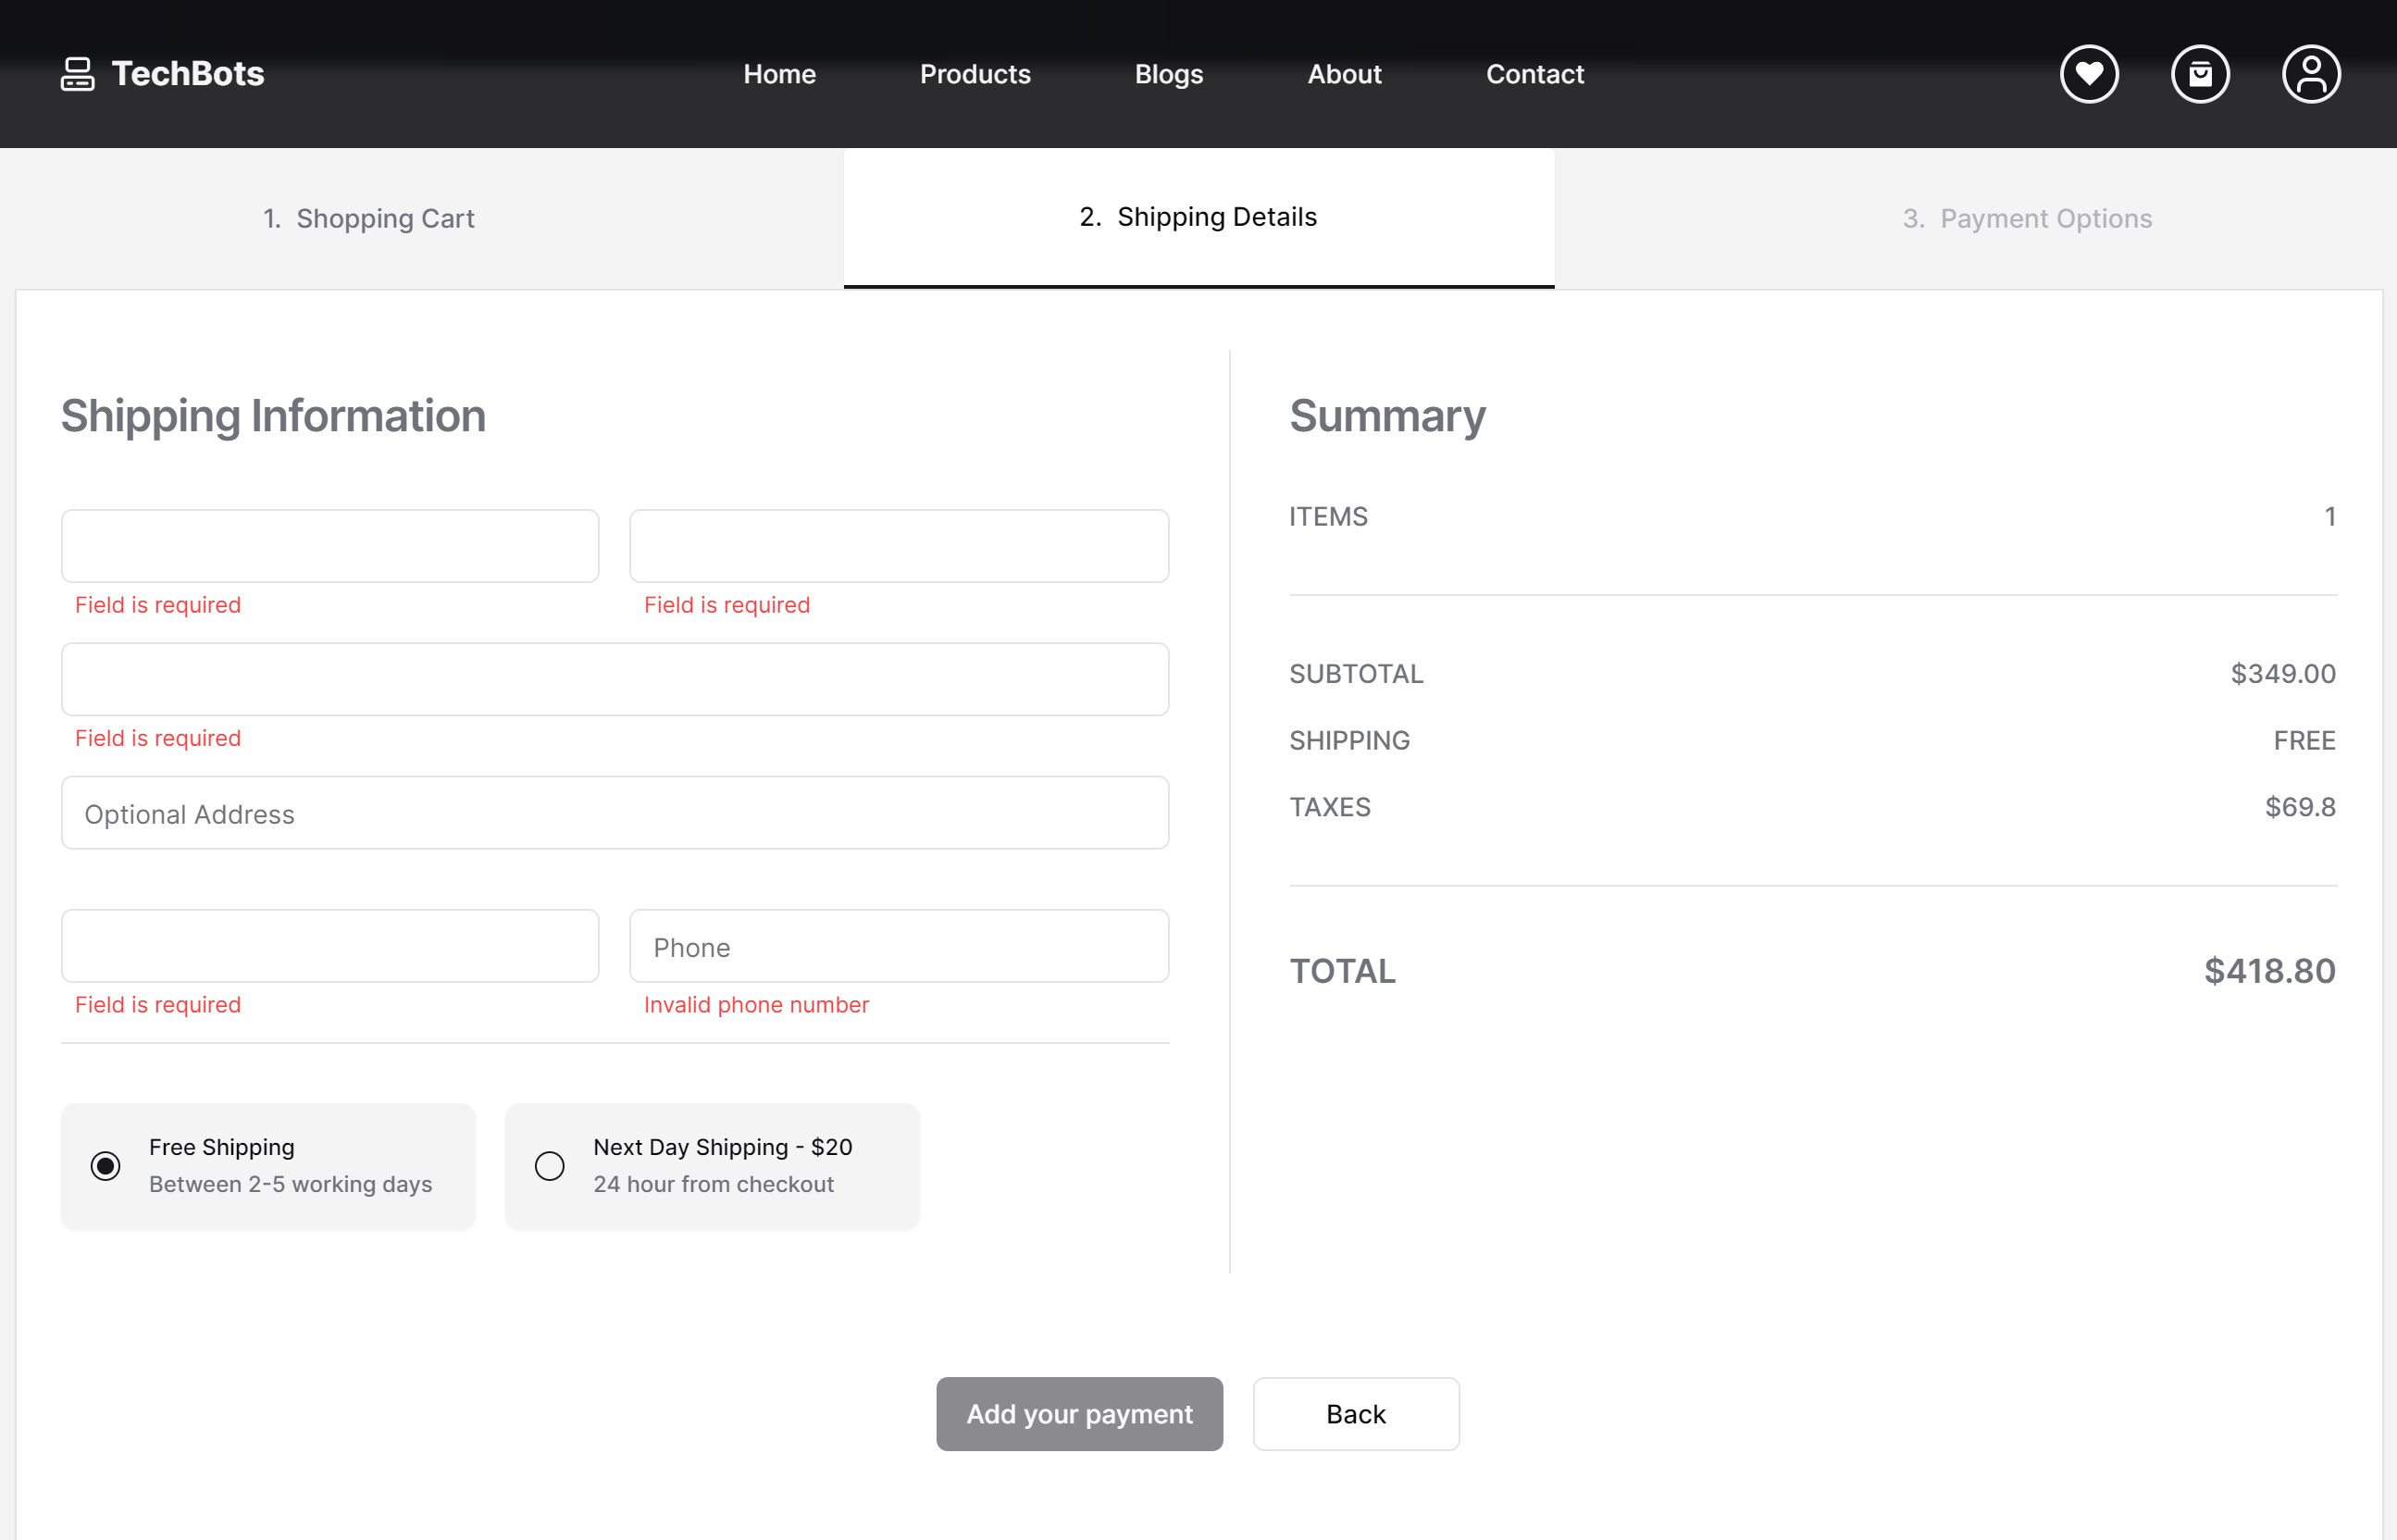 TechBots
Home Products Blogs About Contact
1. Shopping Cart
2. Shipping Details
3. Payment Options
Shipping Information
Field is required
Field is required
Field is required
Optional Address
Phone
Field is required
Invalid phone number
Free Shipping
Between 2-5 working days
Next Day Shipping - $20
24 hour from checkout
Summary
ITEMS 1
SUBTOTAL $349.00
SHIPPING FREE
TAXES $69.8
TOTAL $418.80
Add your payment
Back